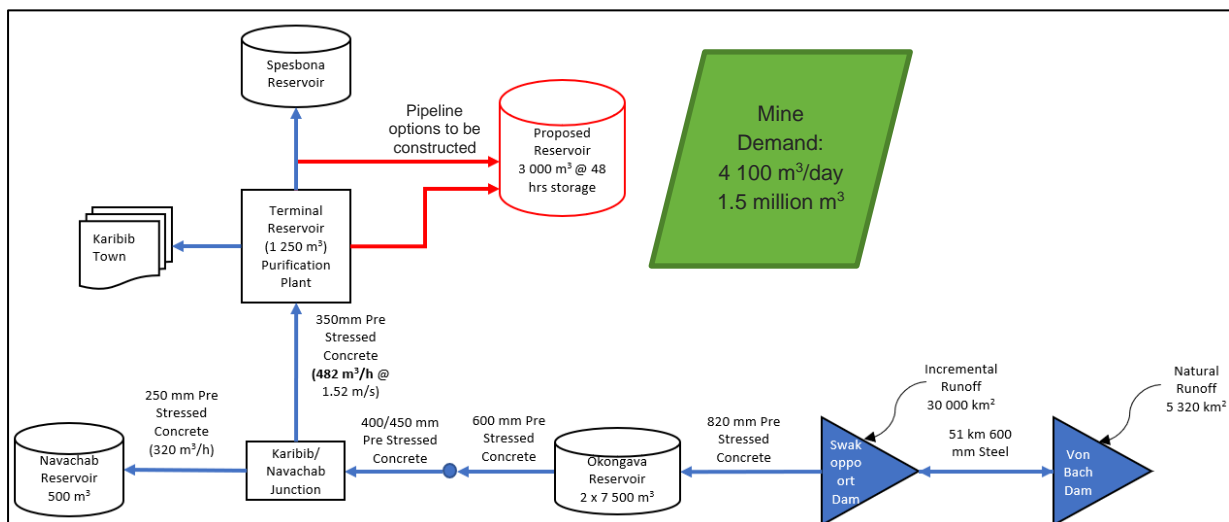 Spesbona
Reservoir
Pipeline
options to be
constructed
Proposed
Reservoir
3 000 m³ @ 48
hrs storage
Mine
Demand:
4 100 m³/day
1.5 million m³
Karibib
Town
Terminal
Reservoir
(1 250 m³)
Purification
Plant
350mm Pre
Stressed
Concrete
(482 m³/h @
1.52 m/s)
250 mm Pre
Stressed
Concrete
(320 m³/h)
Navachab
Reservoir
500 m³
Karibib/
Navachab
Junction
400/450 mm
Pre Stressed
Concrete
600 mm Pre
Stressed
Concrete
Okongava
Reservoir
2 x 7 500 m³
820 mm Pre
Stressed
Concrete
Swak
oppo
ort
Dam
Incremental
Runoff
30 000 km²
51 km 600
mm Steel
Von
Bach
Dam
Natural
Runoff
5 320 km²